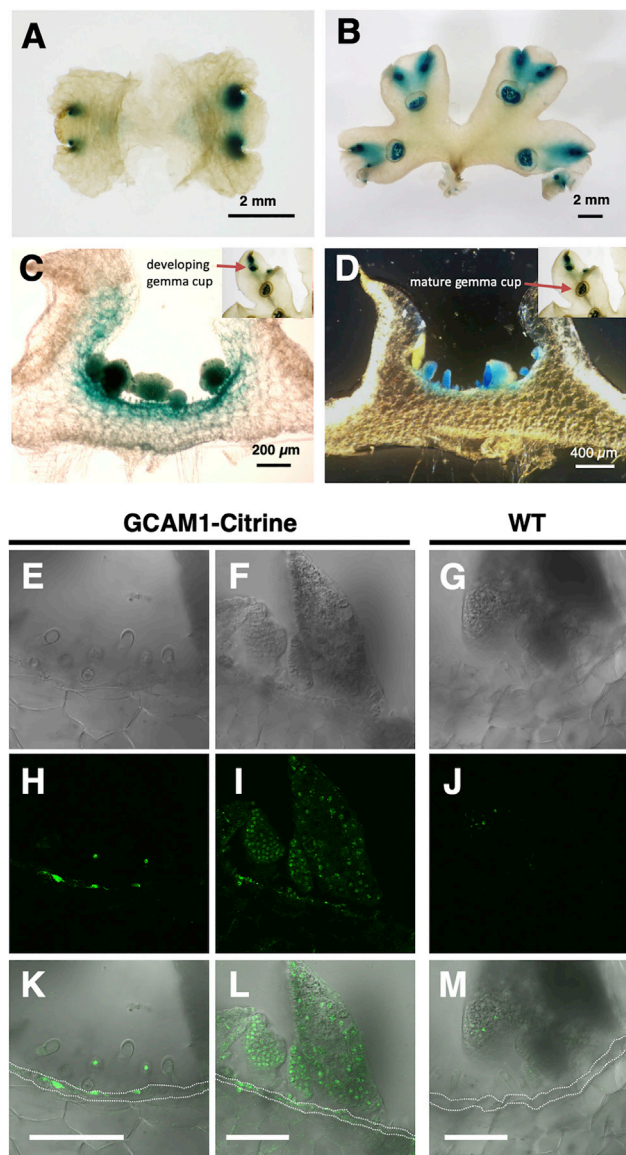 A
2 mm
B
2 mm
C
developing
gemma cup
200 µm
D
mature gemma cup
400 µm
GCAM1-Citrine
WT
E
F
G
H
I
J
K
L
M